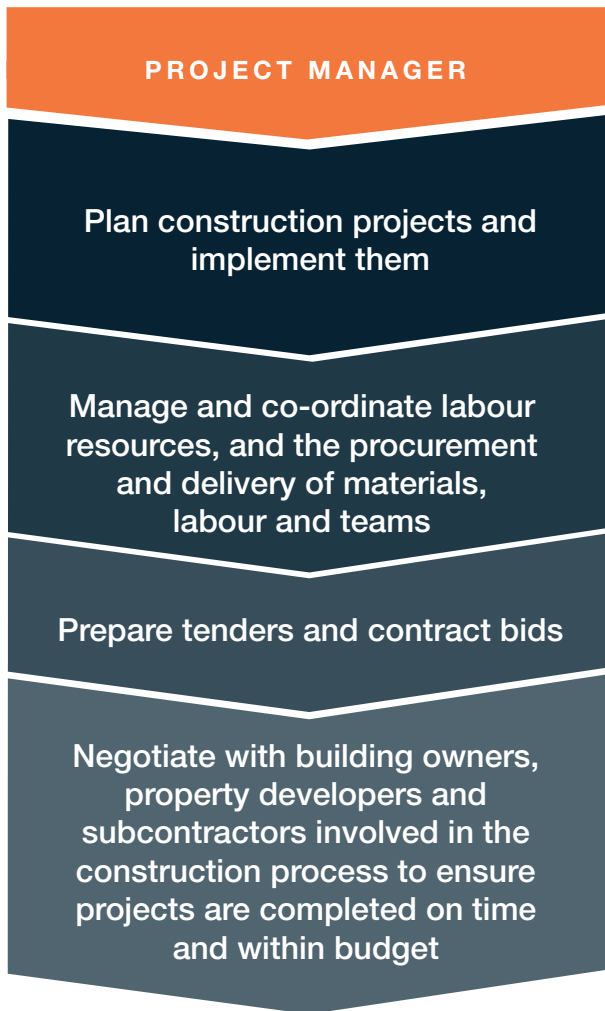 PROJECT MANAGER
Plan construction projects and
implement them
Manage and co-ordinate labour
resources, and the procurement
and delivery of materials,
labour and teams
Prepare tenders and contract bids
Negotiate with building owners,
property developers and
subcontractors involved in the
construction process to ensure
projects are completed on time
and within budget